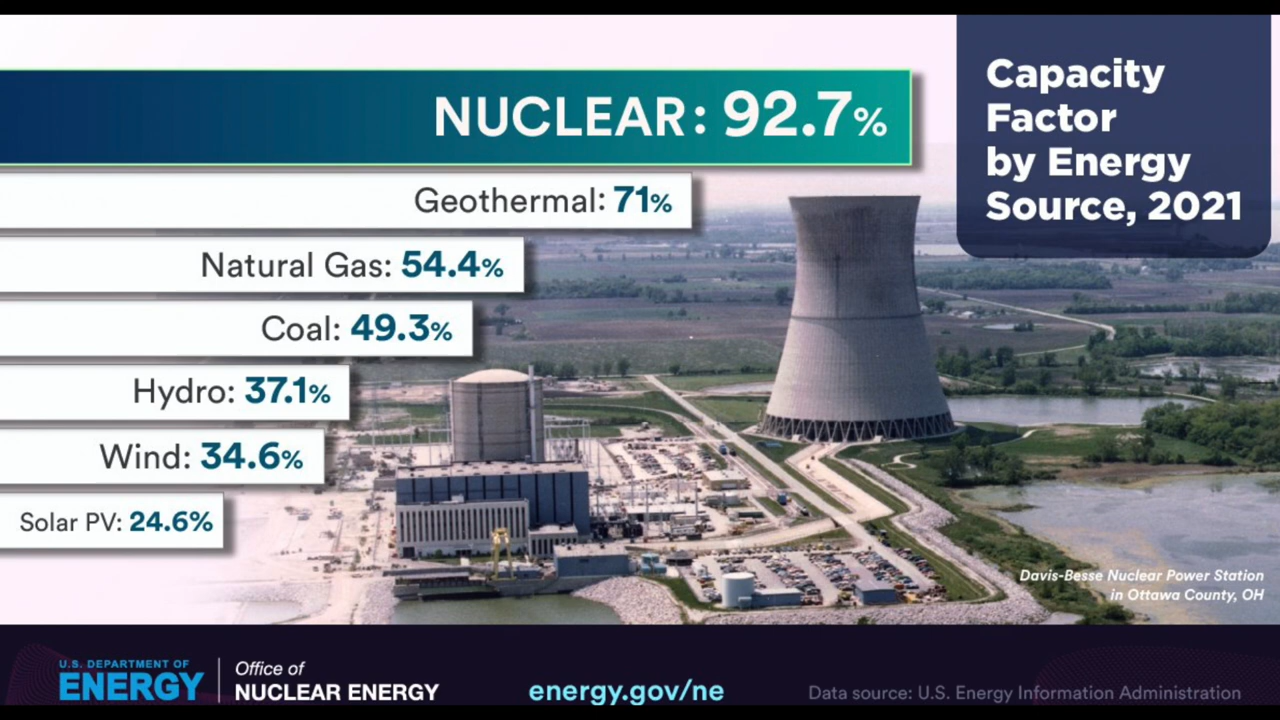 Capacity
Factor
by Energy
Source, 2021
NUCLEAR: 92.7%
Geothermal: 71%
Natural Gas: 54.4%
Coal: 49.3%
Hydro: 37.1%
Wind: 34.6%
Solar PV: 24.6%
Davis-Besse Nuclear Power Station
in Ottawa County, OH
U.S. DEPARTMENT OF
ENERGY
Office of
NUCLEAR ENERGY
energy.gov/ne
Data source: U.S. Energy Information Administration